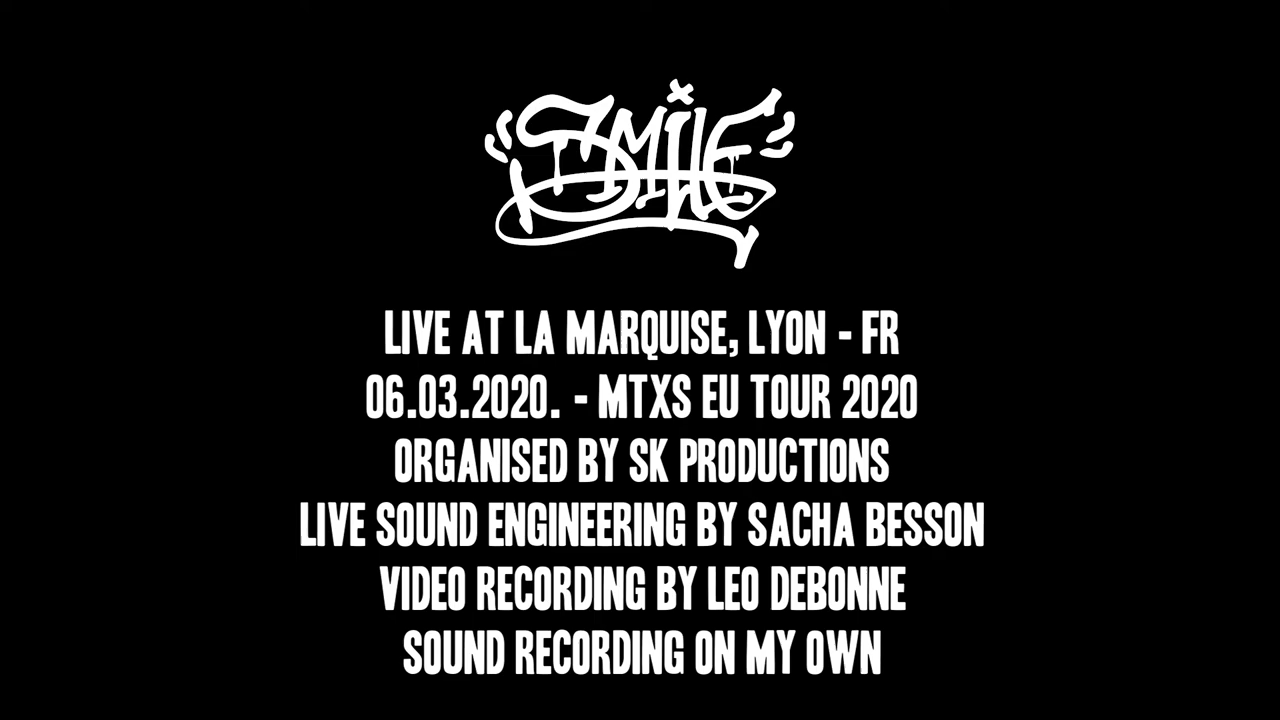 "SMILE"
LIVE AT LA MARQUISE, LYON - FR
06.03.2020. - MTXS EU TOUR 2020
ORGANISED BY SK PRODUCTIONS
LIVE SOUND ENGINEERING BY SACHA BESSON
VIDEO RECORDING BY LEO DEBONNE
SOUND RECORDING ON MY OWN